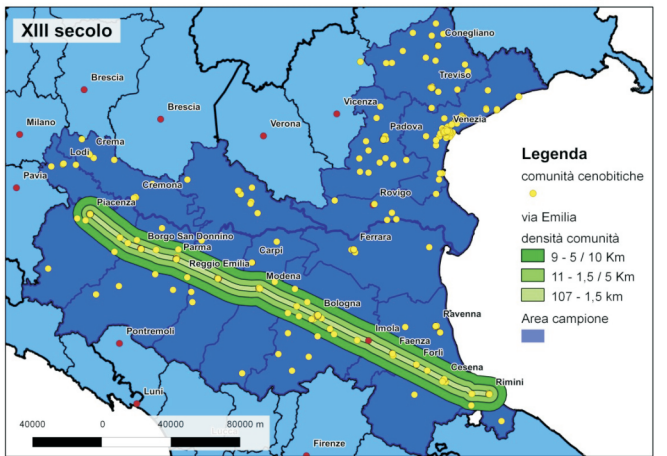 XIII secolo
Conegliano
Treviso
Brescia
Brescia
Vicenza
Venezia
Milano
Verona
Padova
Crema
Lodi
Pavia
Cremona
Rovigo
Piacenza
Borgo San Donnino
Parma
Ferrara
Carpi
Reggio Emilia
Modena
Bologna
Ravenna
Imola
Pontremoli
Faenza
Forlì
Cesena
Rimini
Luni
Firenze
Legenda
comunità cenobitiche
via Emilia
densità comunità
9 - 5 / 10 Km
11 - 1,5 / 5 Km
107 - 1,5 km
Area campione
40000 0 40000 80000 m